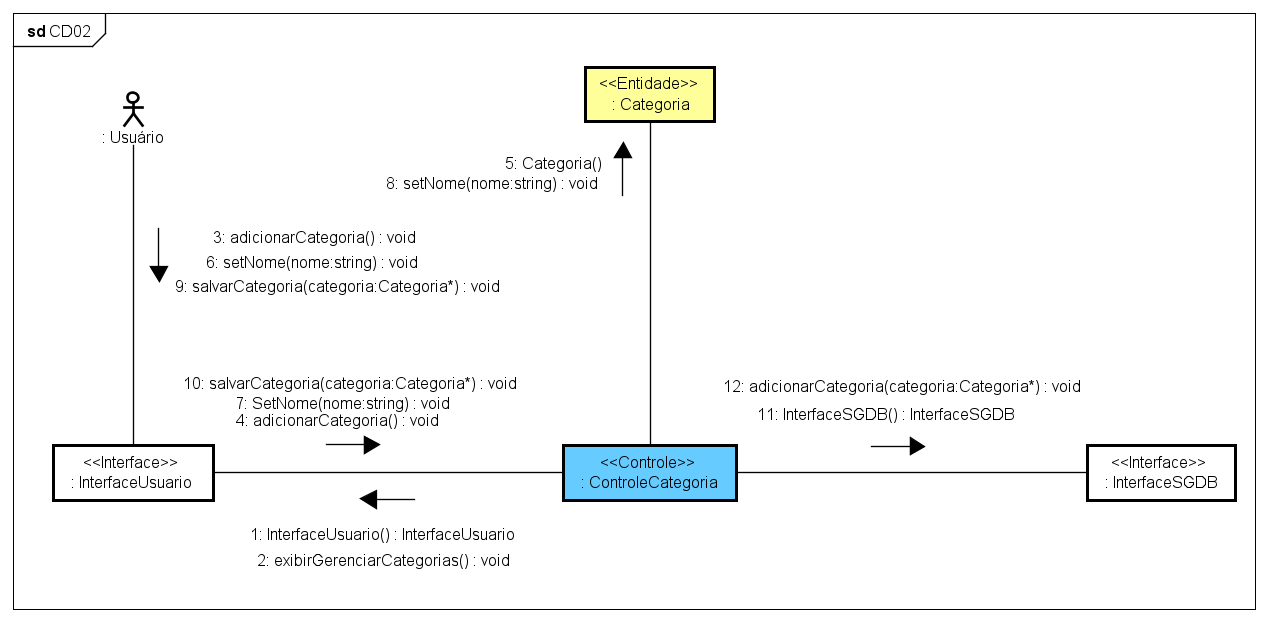 sd CD02
<<Entidade>>
: Categoria
: Usuário
5: Categoria()
8: setNome(nome:string) : void
3: adicionarCategoria() : void
6: setNome(nome:string) : void
9: salvarCategoria(categoria:Categoria*) : void
10: salvarCategoria(categoria:Categoria*) : void
7: SetNome(nome:string) : void
4: adicionarCategoria() : void
12: adicionarCategoria(categoria:Categoria*) : void
11: InterfaceSGDB() : InterfaceSGDB
<<Interface>>
: InterfaceUsuario
<<Controle>>
: ControleCategoria
<<Interface>>
: InterfaceSGDB
1: InterfaceUsuario() : InterfaceUsuario
2: exibirGerenciarCategorias() : void